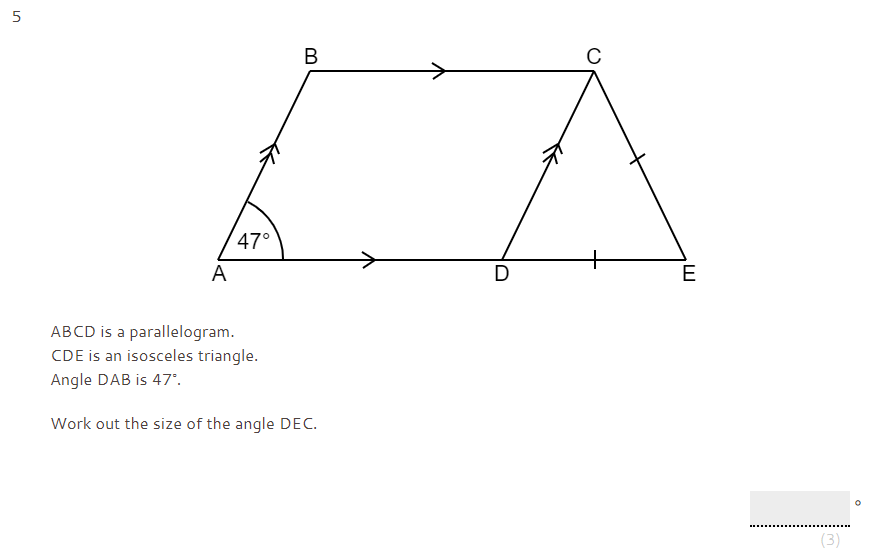 5
B C
47°
A D E
ABCD is a parallelogram.
CDE is an isosceles triangle.
Angle DAB is 47°.
Work out the size of the angle DEC.
°
(3)